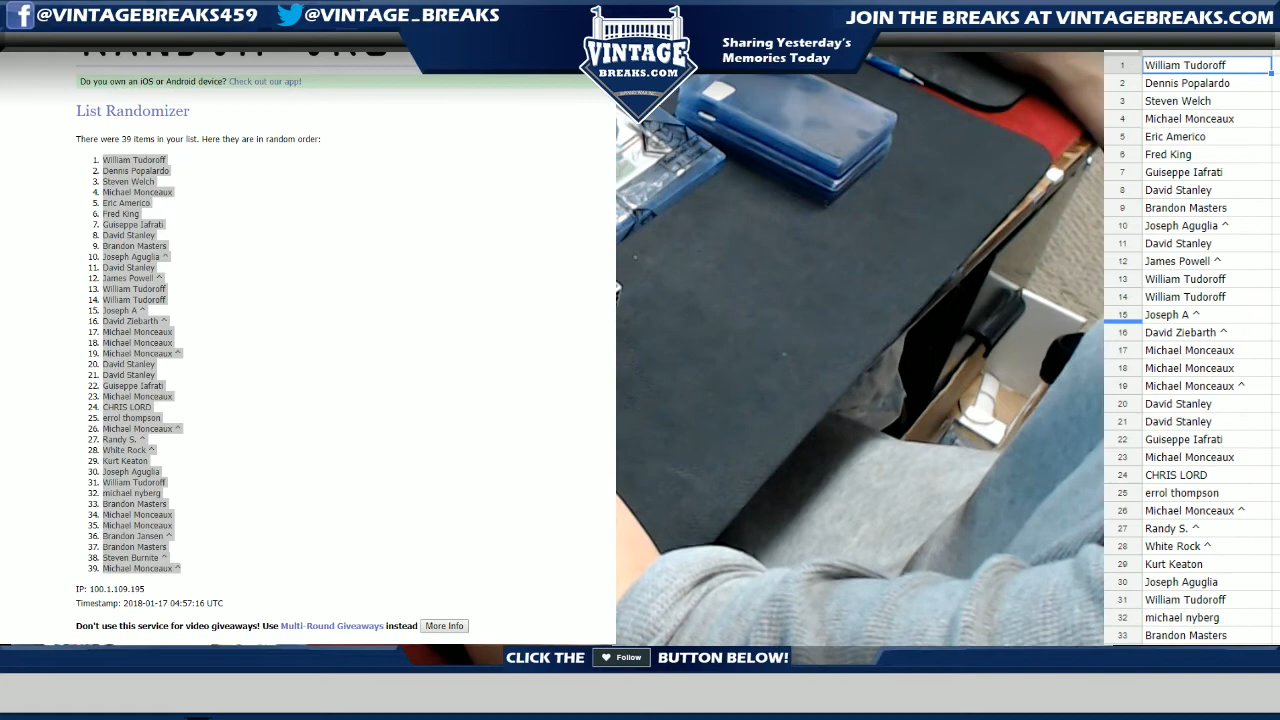 @VINTAGEBREAKS459
@VINTAGE_BREAKS
VINTAGE
BREAKS.COM
Sharing Yesterday's
Memories Today
JOIN THE BREAKS AT VINTAGEBREAKS.COM
Do you own an iOS or Android device? Check out our app!
List Randomizer
There were 39 items in your list. Here they are in random order:
1. William Tudoroff
2. Dennis Popalardo
3. Steven Welch
4. Michael Monceaux
5. Eric Americo
6. Fred King
7. Guiseppe Iafrati
8. David Stanley
9. Brandon Masters
10. Joseph Aguglia ^
11. David Stanley
12. James Powell ^
13. William Tudoroff
14. William Tudoroff
15. Joseph A ^
16. David Ziebarth ^
17. Michael Monceaux
18. Michael Monceaux
19. Michael Monceaux ^
20. David Stanley
21. David Stanley
22. Guiseppe Iafrati
23. Michael Monceaux
24. CHRIS LORD
25. errol thompson
26. Michael Monceaux ^
27. Randy S. ^
28. White Rock ^
29. Kurt Keaton
30. Joseph Aguglia
31. William Tudoroff
32. michael nyberg
33. Brandon Masters
34. Michael Monceaux
35. Michael Monceaux
36. Brandon Jansen ^
37. Brandon Masters
38. Steven Burnite ^
39. Michael Monceaux ^
IP: 100.1.109.195
Timestamp: 2018-01-17 04:57:16 UTC
Don't use this service for video giveaways! Use Multi-Round Giveaways instead More Info
1 William Tudoroff
2 Dennis Popalardo
3 Steven Welch
4 Michael Monceaux
5 Eric Americo
6 Fred King
7 Guiseppe Iafrati
8 David Stanley
9 Brandon Masters
10 Joseph Aguglia ^
11 David Stanley
12 James Powell ^
13 William Tudoroff
14 William Tudoroff
15 Joseph A ^
16 David Ziebarth ^
17 Michael Monceaux
18 Michael Monceaux
19 Michael Monceaux ^
20 David Stanley
21 David Stanley
22 Guiseppe Iafrati
23 Michael Monceaux
24 CHRIS LORD
25 errol thompson
26 Michael Monceaux ^
27 Randy S. ^
28 White Rock ^
29 Kurt Keaton
30 Joseph Aguglia
31 William Tudoroff
32 michael nyberg
33 Brandon Masters
CLICK THE Follow BUTTON BELOW!